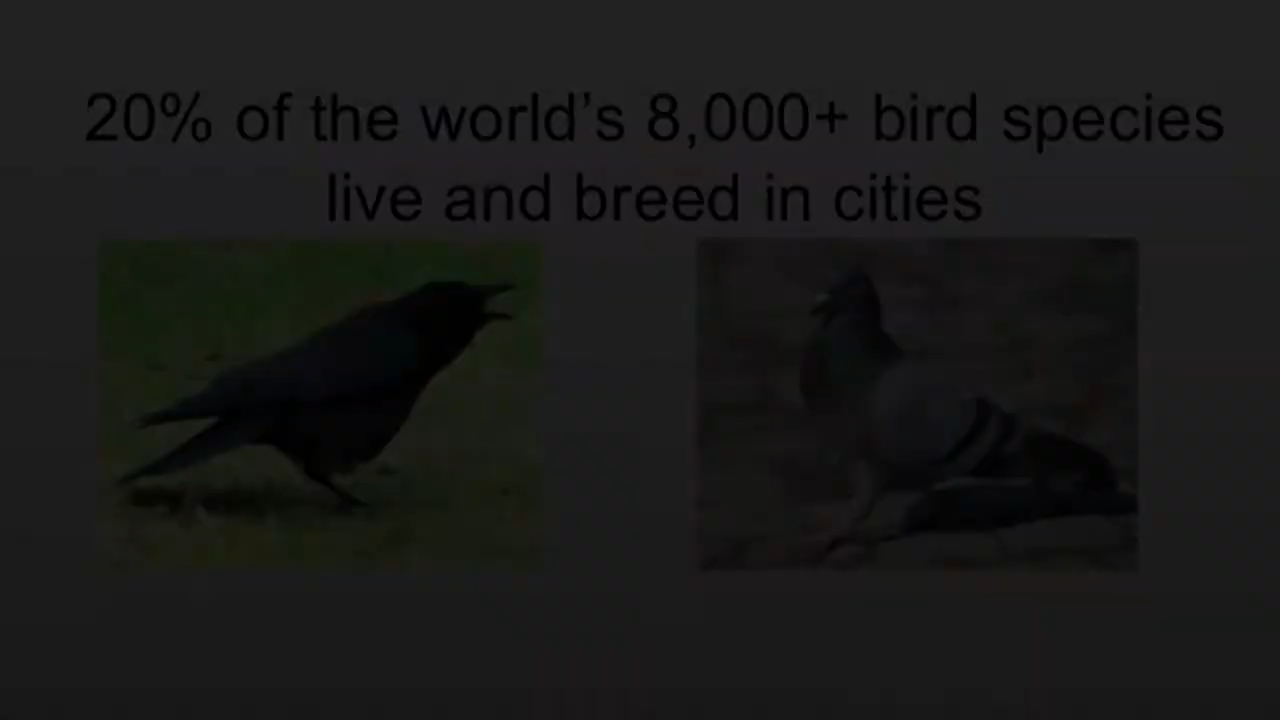 20% of the world’s 8,000+ bird species
live and breed in cities